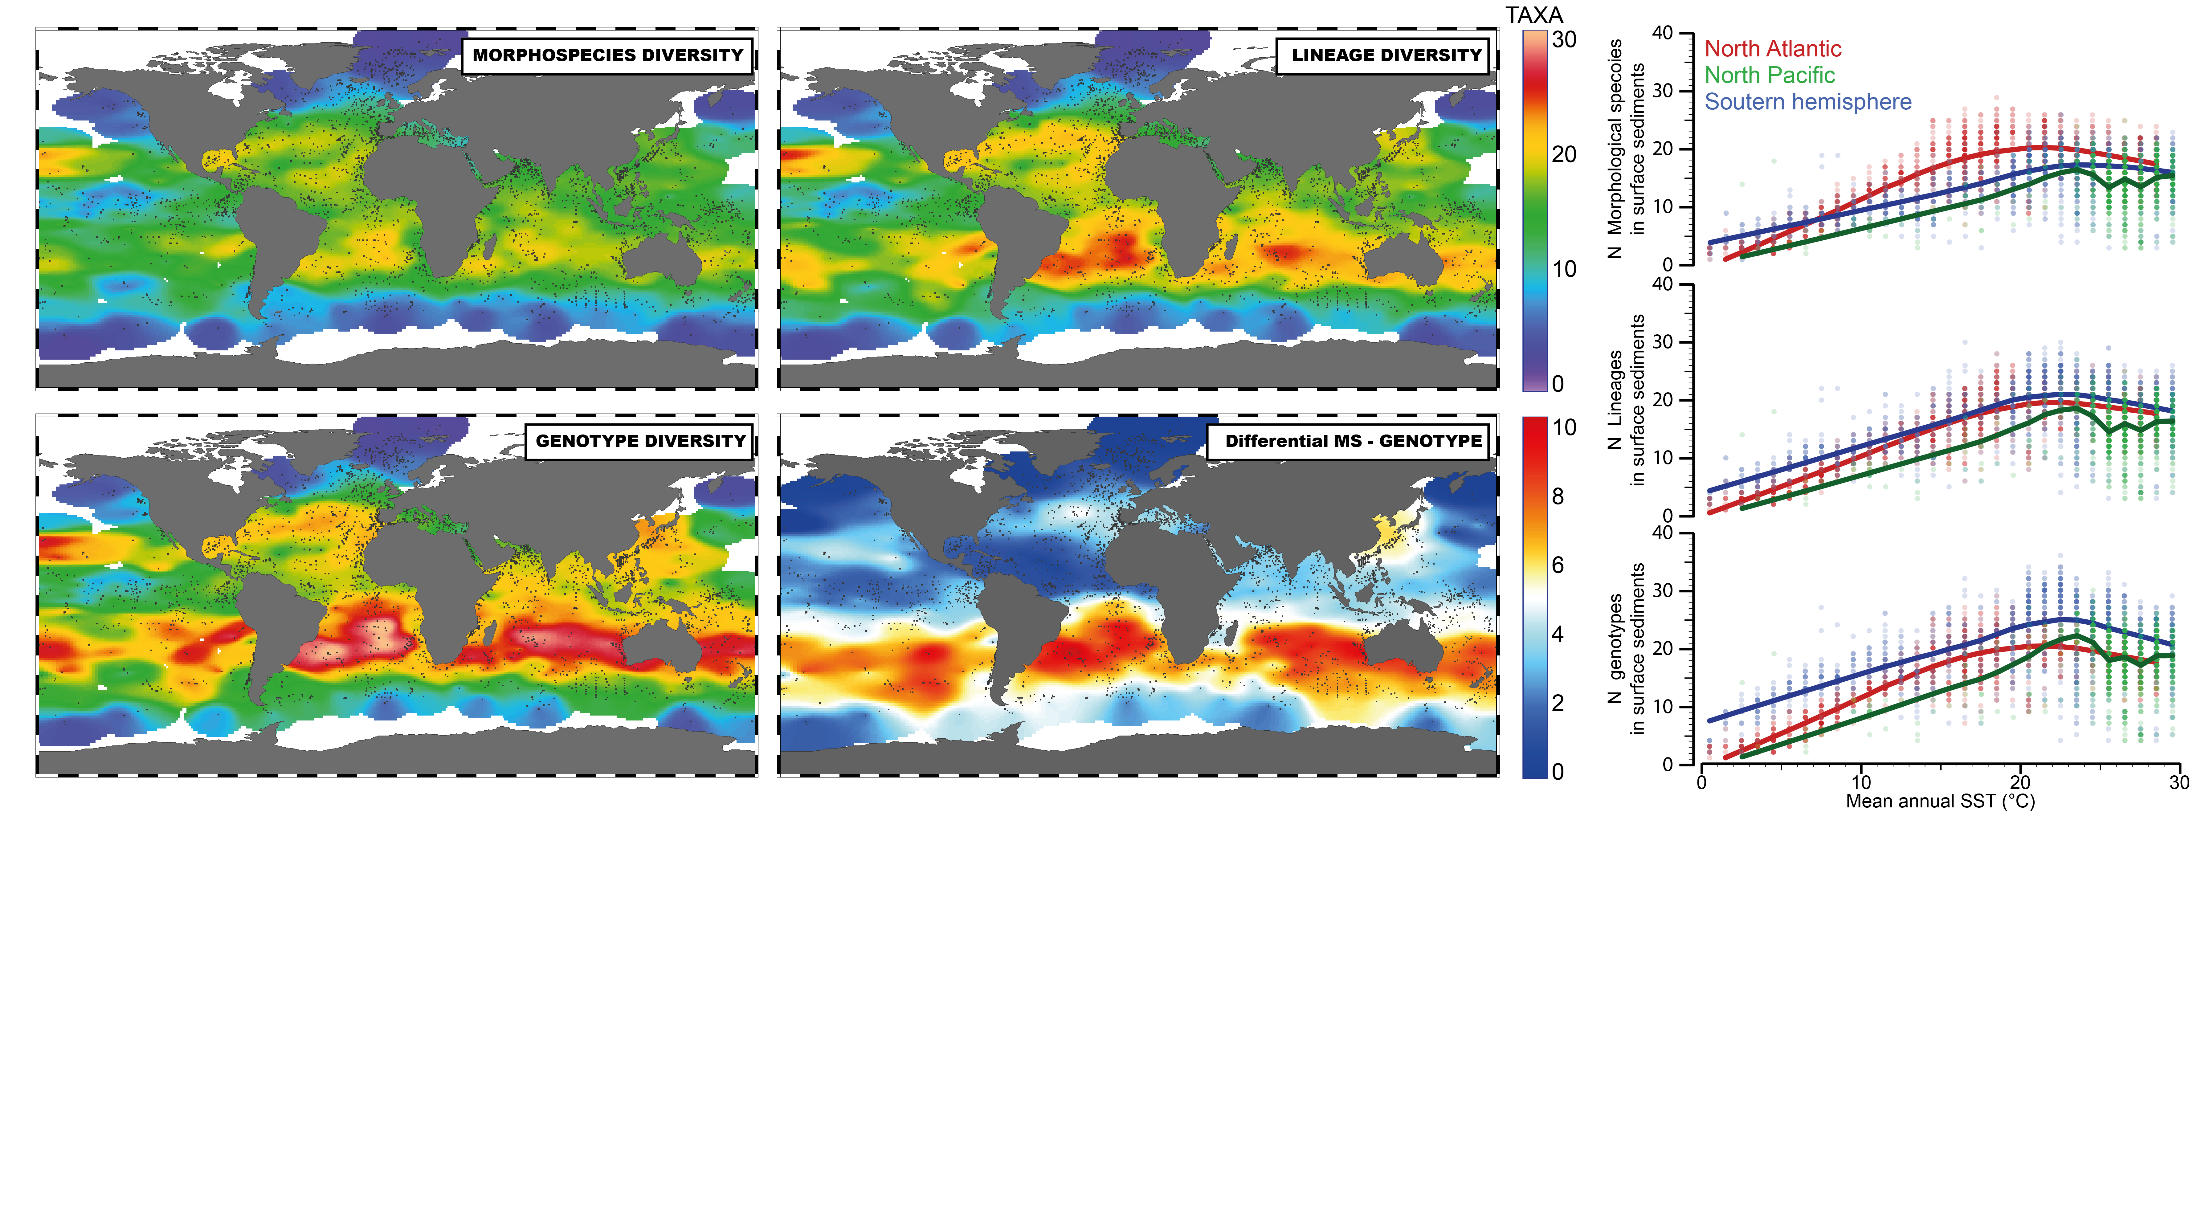 MORPHOSPECIES DIVERSITY
LINEAGE DIVERSITY
TAXA
30
20
10
0
GENOTYPE DIVERSITY
Differential MS - GENOTYPE
10
8
6
4
2
0
N Morphological specoies
in surface sediments
40
30
20
10
0
North Atlantic
North Pacific
Soutern hemisphere
N Lineages
in surface sediments
40
30
20
10
0
N genotypes
in surface sediments
40
30
20
10
0
0
10
20
30
Mean annual SST (°C)